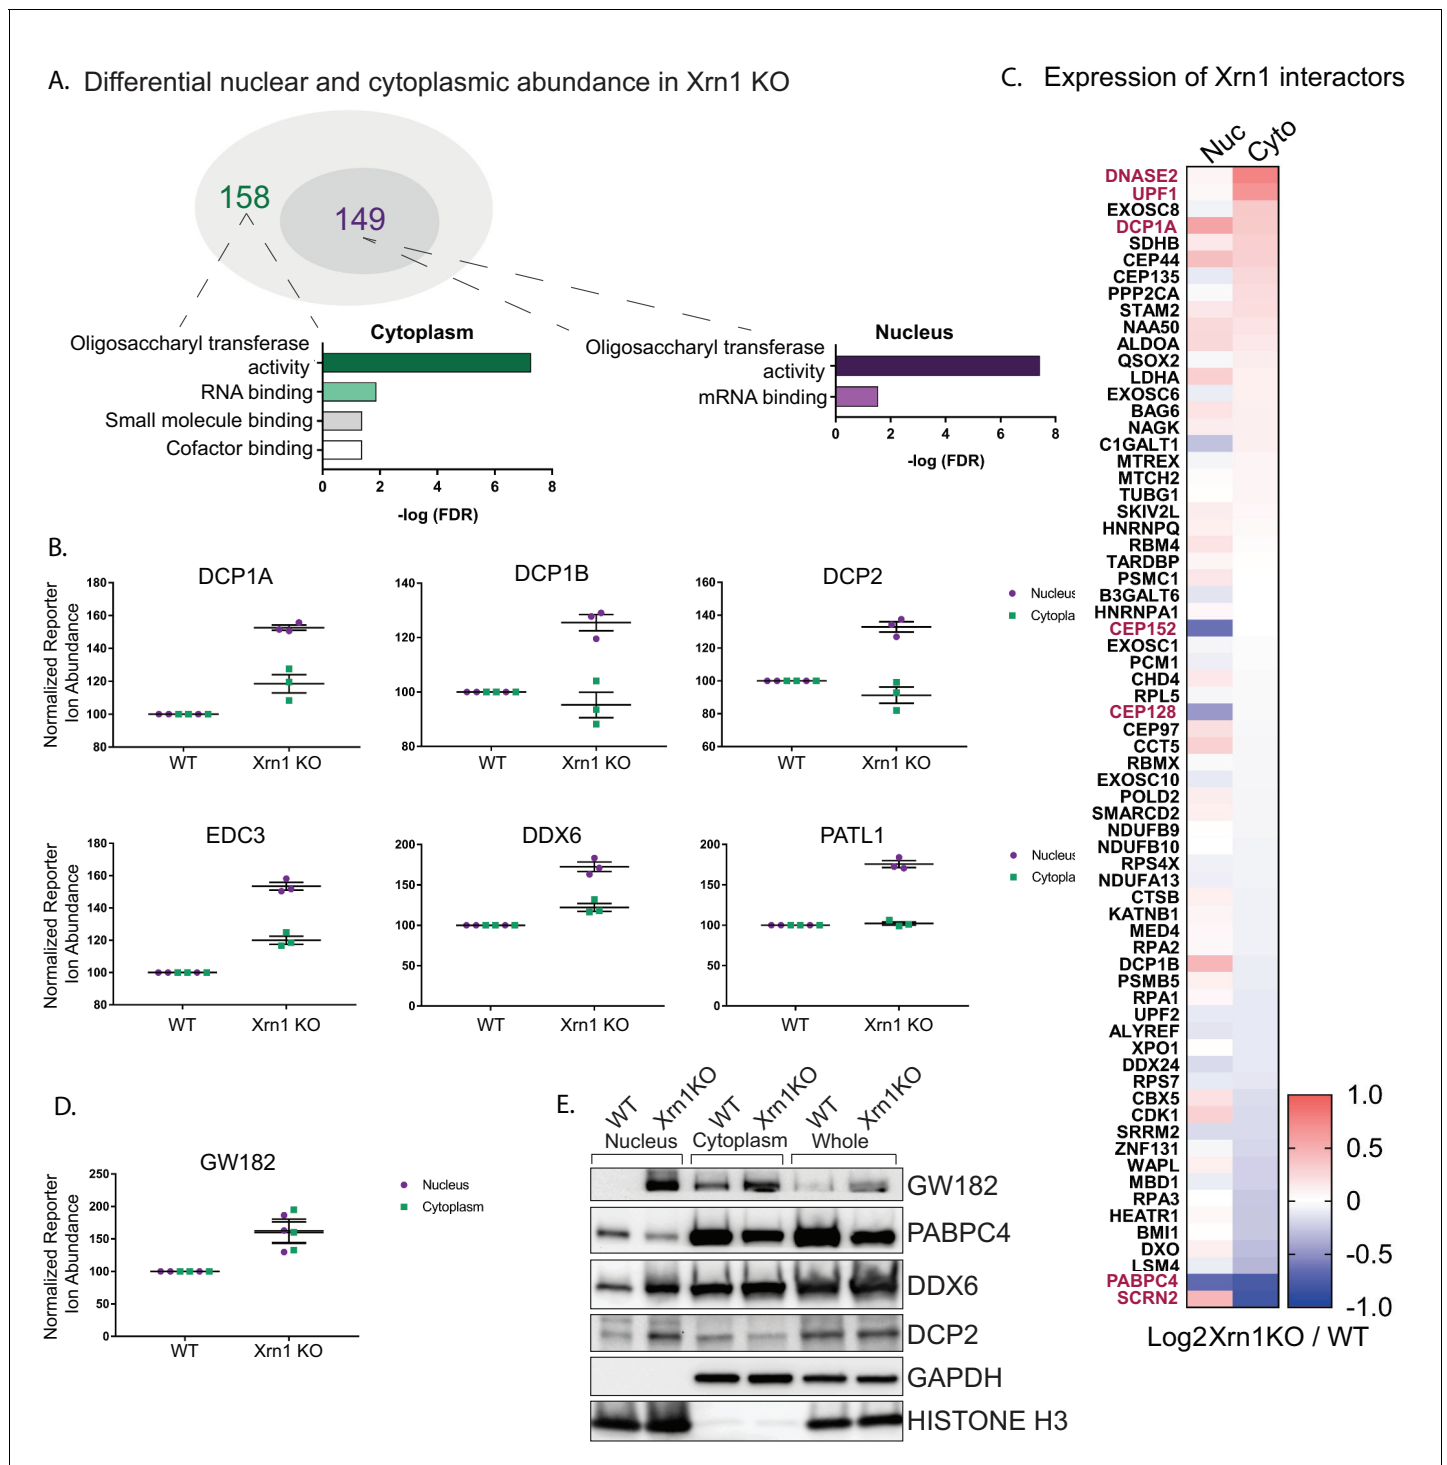 A. Differential nuclear and cytoplasmic abundance in Xrn1 KO
158
149
Cytoplasm
Oligosaccharyl transferase
activity
RNA binding
Small molecule binding
Cofactor binding
0 2 4 6 8
-log (FDR)
Nucleus
Oligosaccharyl transferase
activity
mRNA binding
0 2 4 6 8
-log (FDR)
B.
DCP1A
Normalized Reporter
Ion Abundance
180
160
140
120
100
80
WT Xrn1 KO
DCP1B
140
120
100
80
WT Xrn1 KO
DCP2
160
140
120
100
80
60
WT Xrn1 KO
Nucleus
Cytopla
EDC3
Normalized Reporter
Ion Abundance
180
160
140
120
100
80
WT Xrn1 KO
DDX6
200
150
100
50
0
WT Xrn1 KO
PATL1
200
150
100
50
0
WT Xrn1 KO
Nucleus
Cytopla
C. Expression of Xrn1 interactors
Nuc Cyto
DNASE2
UPF1
EXOSC8
DCP1A
SDHB
CEP44
CEP135
PPP2CA
STAM2
NAA50
ALDOA
QSOX2
LDHA
EXOSC6
BAG6
NAGK
C1GALT1
MTREX
MTCH2
TUBG1
SKIV2L
HNRNPQ
RBM4
TARDBP
PSMC1
B3GALT6
HNRNPA1
CEP152
EXOSC1
PCM1
CHD4
RPL5
CEP128
CEP97
CCT5
RBMX
EXOSC10
POLD2
SMARCD2
NDUFB9
NDUFB10
RPS4X
NDUFA13
CTSB
KATNB1
MED4
RPA2
DCP1B
PSMB5
RPA1
UPF2
ALYREF
XPO1
DDX24
RPS7
CBX5
CDK1
SRRM2
ZNF131
WAPL
MBD1
RPA3
HEATR1
BMI1
DXO
LSM4
PABPC4
SCRN2
1.0
0.5
0
-0.5
-1.0
Log2Xrn1KO / WT
D.
GW182
Normalized Reporter
Ion Abundance
250
200
150
100
50
0
WT Xrn1 KO
Nucleus
Cytoplasm
E.
WT Xrn1KO WT Xrn1KO WT Xrn1KO
Nucleus Cytoplasm Whole
GW182
PABPC4
DDX6
DCP2
GAPDH
HISTONE H3